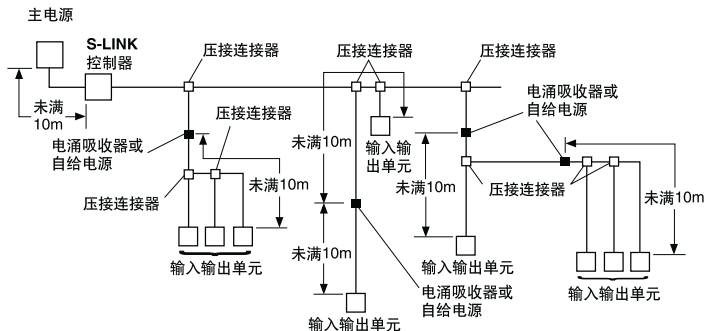 主电源
S-LINK
控制器
压接连接器
压接连接器
压接连接器
未满
10m
电涌吸收器或
自给电源
压接连接器
未满10m
输入输
出单元
电涌吸收器或
自给电源
压接连接器
未满10m
未满10m
压接连接器
未满10m
未满10m
输入输出单元
输入输出单元
电涌吸收器或
自给电源
输入输出单元
输入输出单元